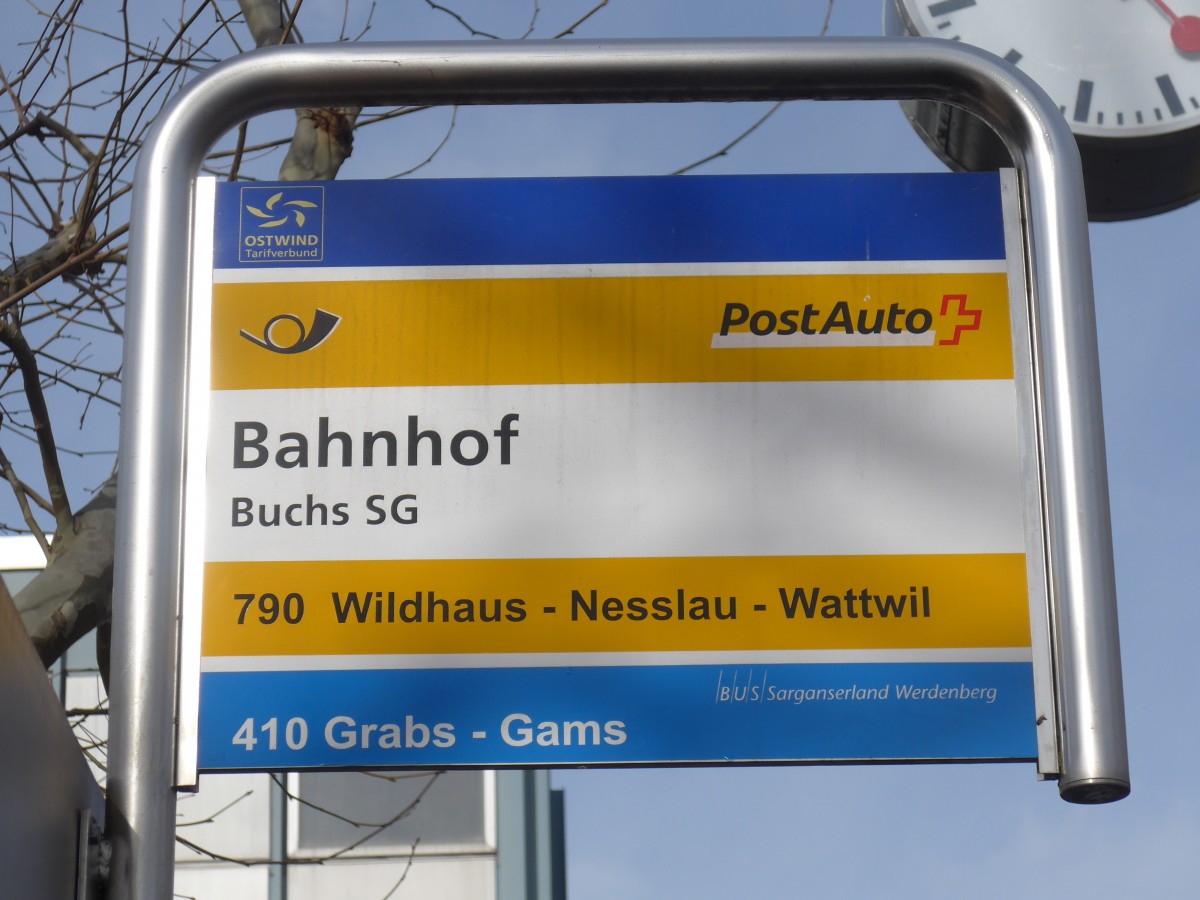 OSTWIND
Tarifverbund
PostAuto
Bahnhof
Buchs SG
790 Wildhaus - Nesslau - Wattwil
BUS Sarganserland Werdenberg
410 Grabs - Gams